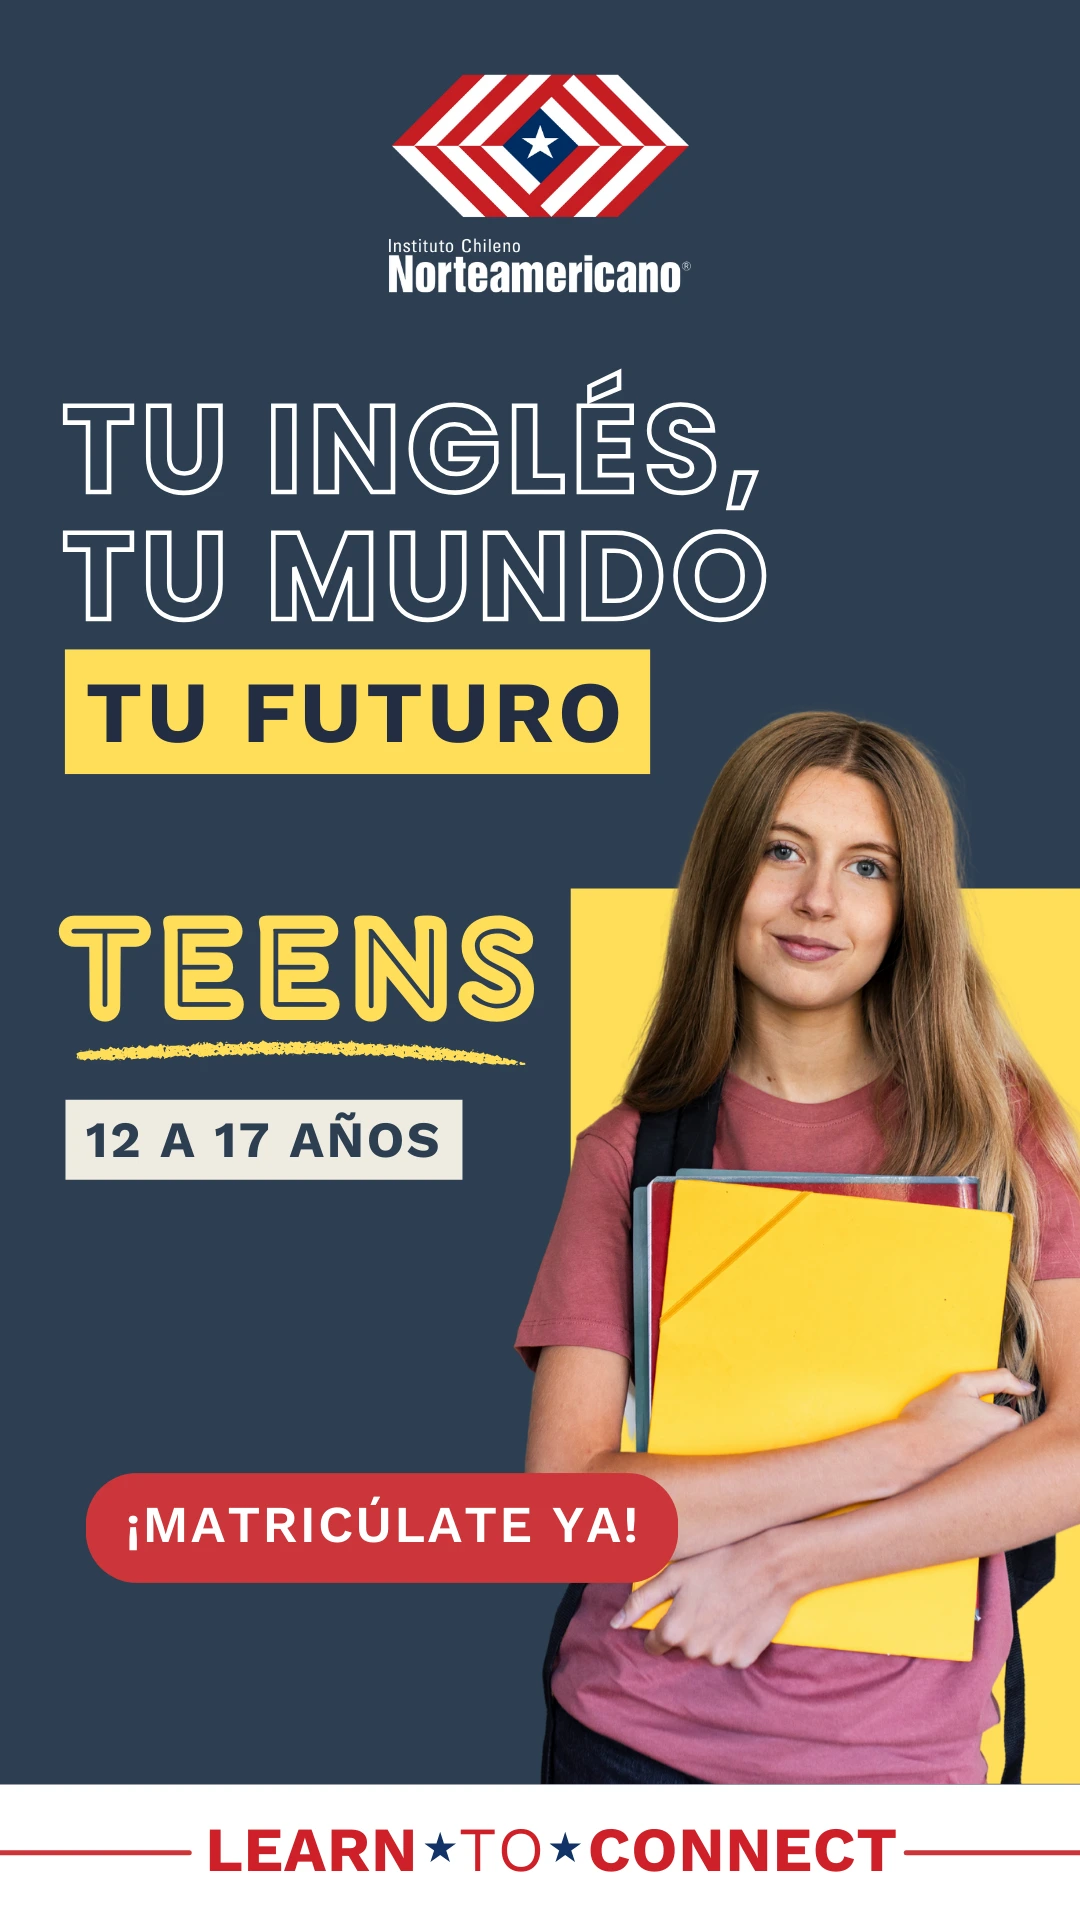 Instituto Chileno
Norteamericano®
TU INGLÉS,
TU MUNDO
TU FUTURO
TEENS
12 A 17 AÑOS
¡MATRICÚLATE YA!
LEARN★TO★CONNECT